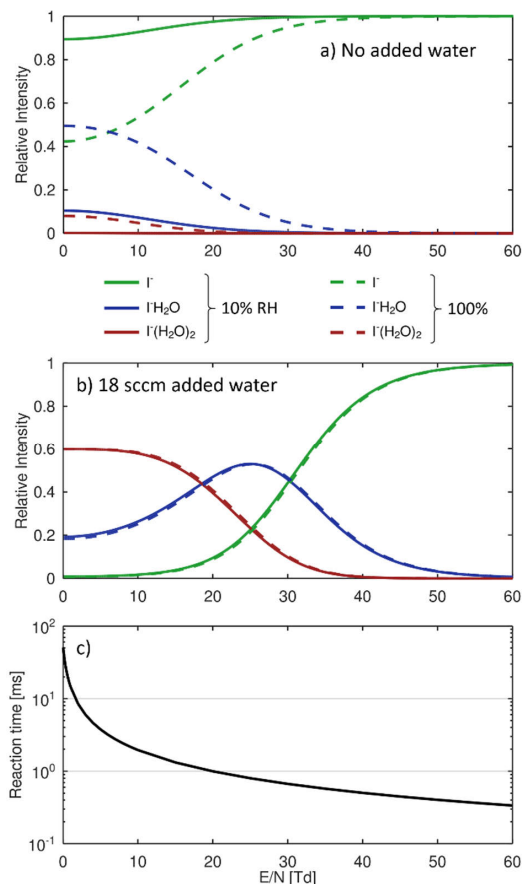 a) No added water
Relative Intensity
1
0.8
0.6
0.4
0.2
0
0 10 20 30 40 50 60
I⁻
I⁻H₂O
I⁻(H₂O)₂
10% RH
I⁻
I⁻H₂O
I⁻(H₂O)₂
100%
b) 18 sccm added water
Relative Intensity
1
0.8
0.6
0.4
0.2
0
0 10 20 30 40 50 60
c)
Reaction time [ms]
10²
10¹
10⁰
10⁻¹
0 10 20 30 40 50 60
E/N [Td]